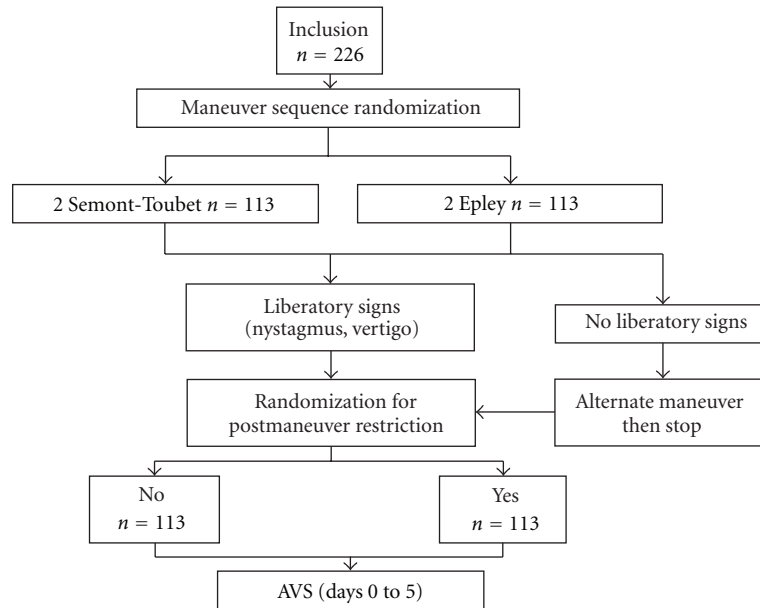 Inclusion
n = 226
Maneuver sequence randomization
2 Semont-Toubet n = 113
2 Epley n = 113
Liberatory signs
(nystagmus, vertigo)
No liberatory signs
Randomization for
postmaneuver restriction
Alternate maneuver
then stop
No
n = 113
Yes
n = 113
AVS (days 0 to 5)